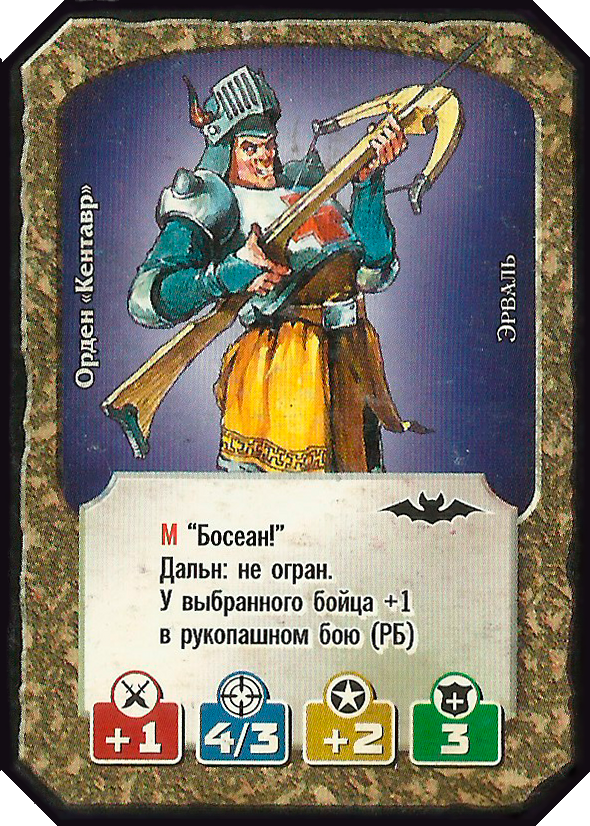 Орден «Кентавр»
Эрваль
М “Босеан!”
Дальн: не огран.
У выбранного бойца +1
в рукопашном бою (РБ)
+1
4/3
+2
3